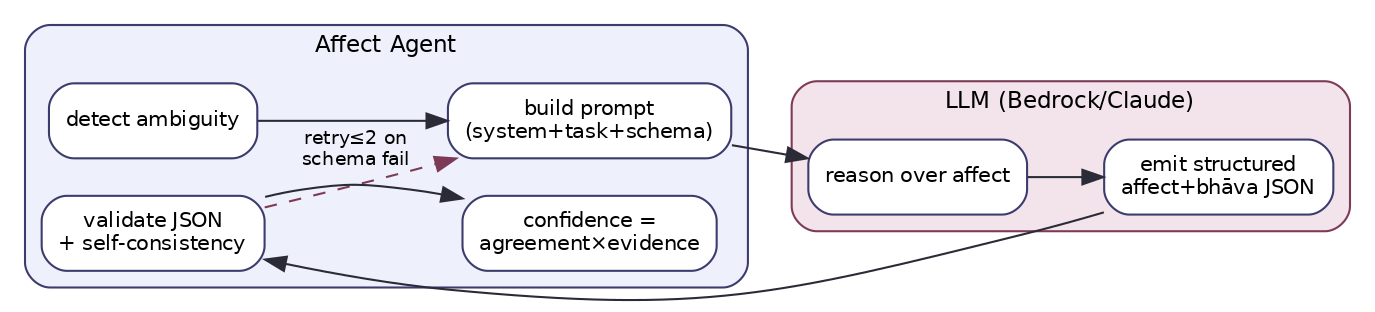 Affect Agent
detect ambiguity
build prompt
(system+task+schema)
retry≤2 on
schema fail
validate JSON
+ self-consistency
confidence =
agreement×evidence
LLM (Bedrock/Claude)
reason over affect
emit structured
affect+bhāva JSON